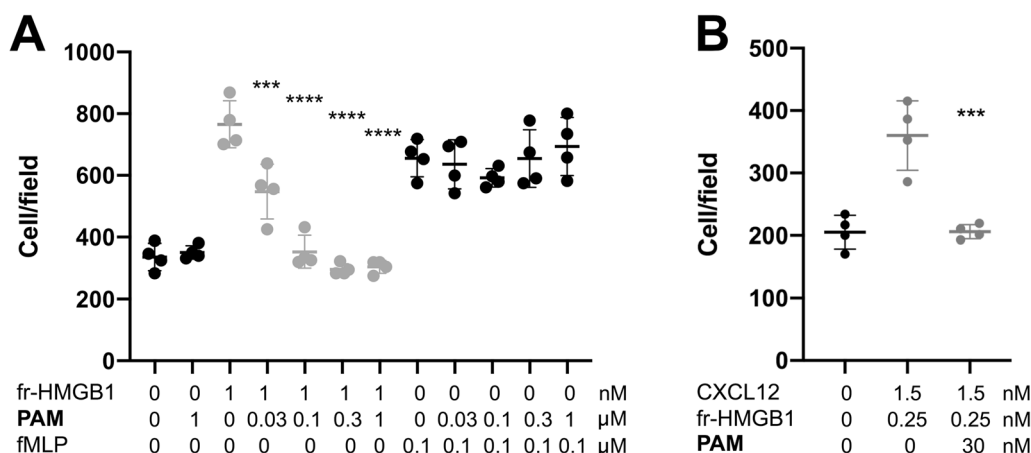 A
1000
800
600
400
200
0
Cell/field
***
****
****
****
fr-HMGB1 0 0 1 1 1 1 1 0 0 0 0 0 nM
PAM 0 1 0 0.03 0.1 0.3 1 0 0.03 0.1 0.3 1 µM
fMLP 0 0 0 0 0 0 0 0.1 0.1 0.1 0.1 0.1 µM
B
500
400
300
200
100
0
Cell/field
***
CXCL12 0 1.5 1.5 nM
fr-HMGB1 0 0.25 0.25 nM
PAM 0 0 30 nM